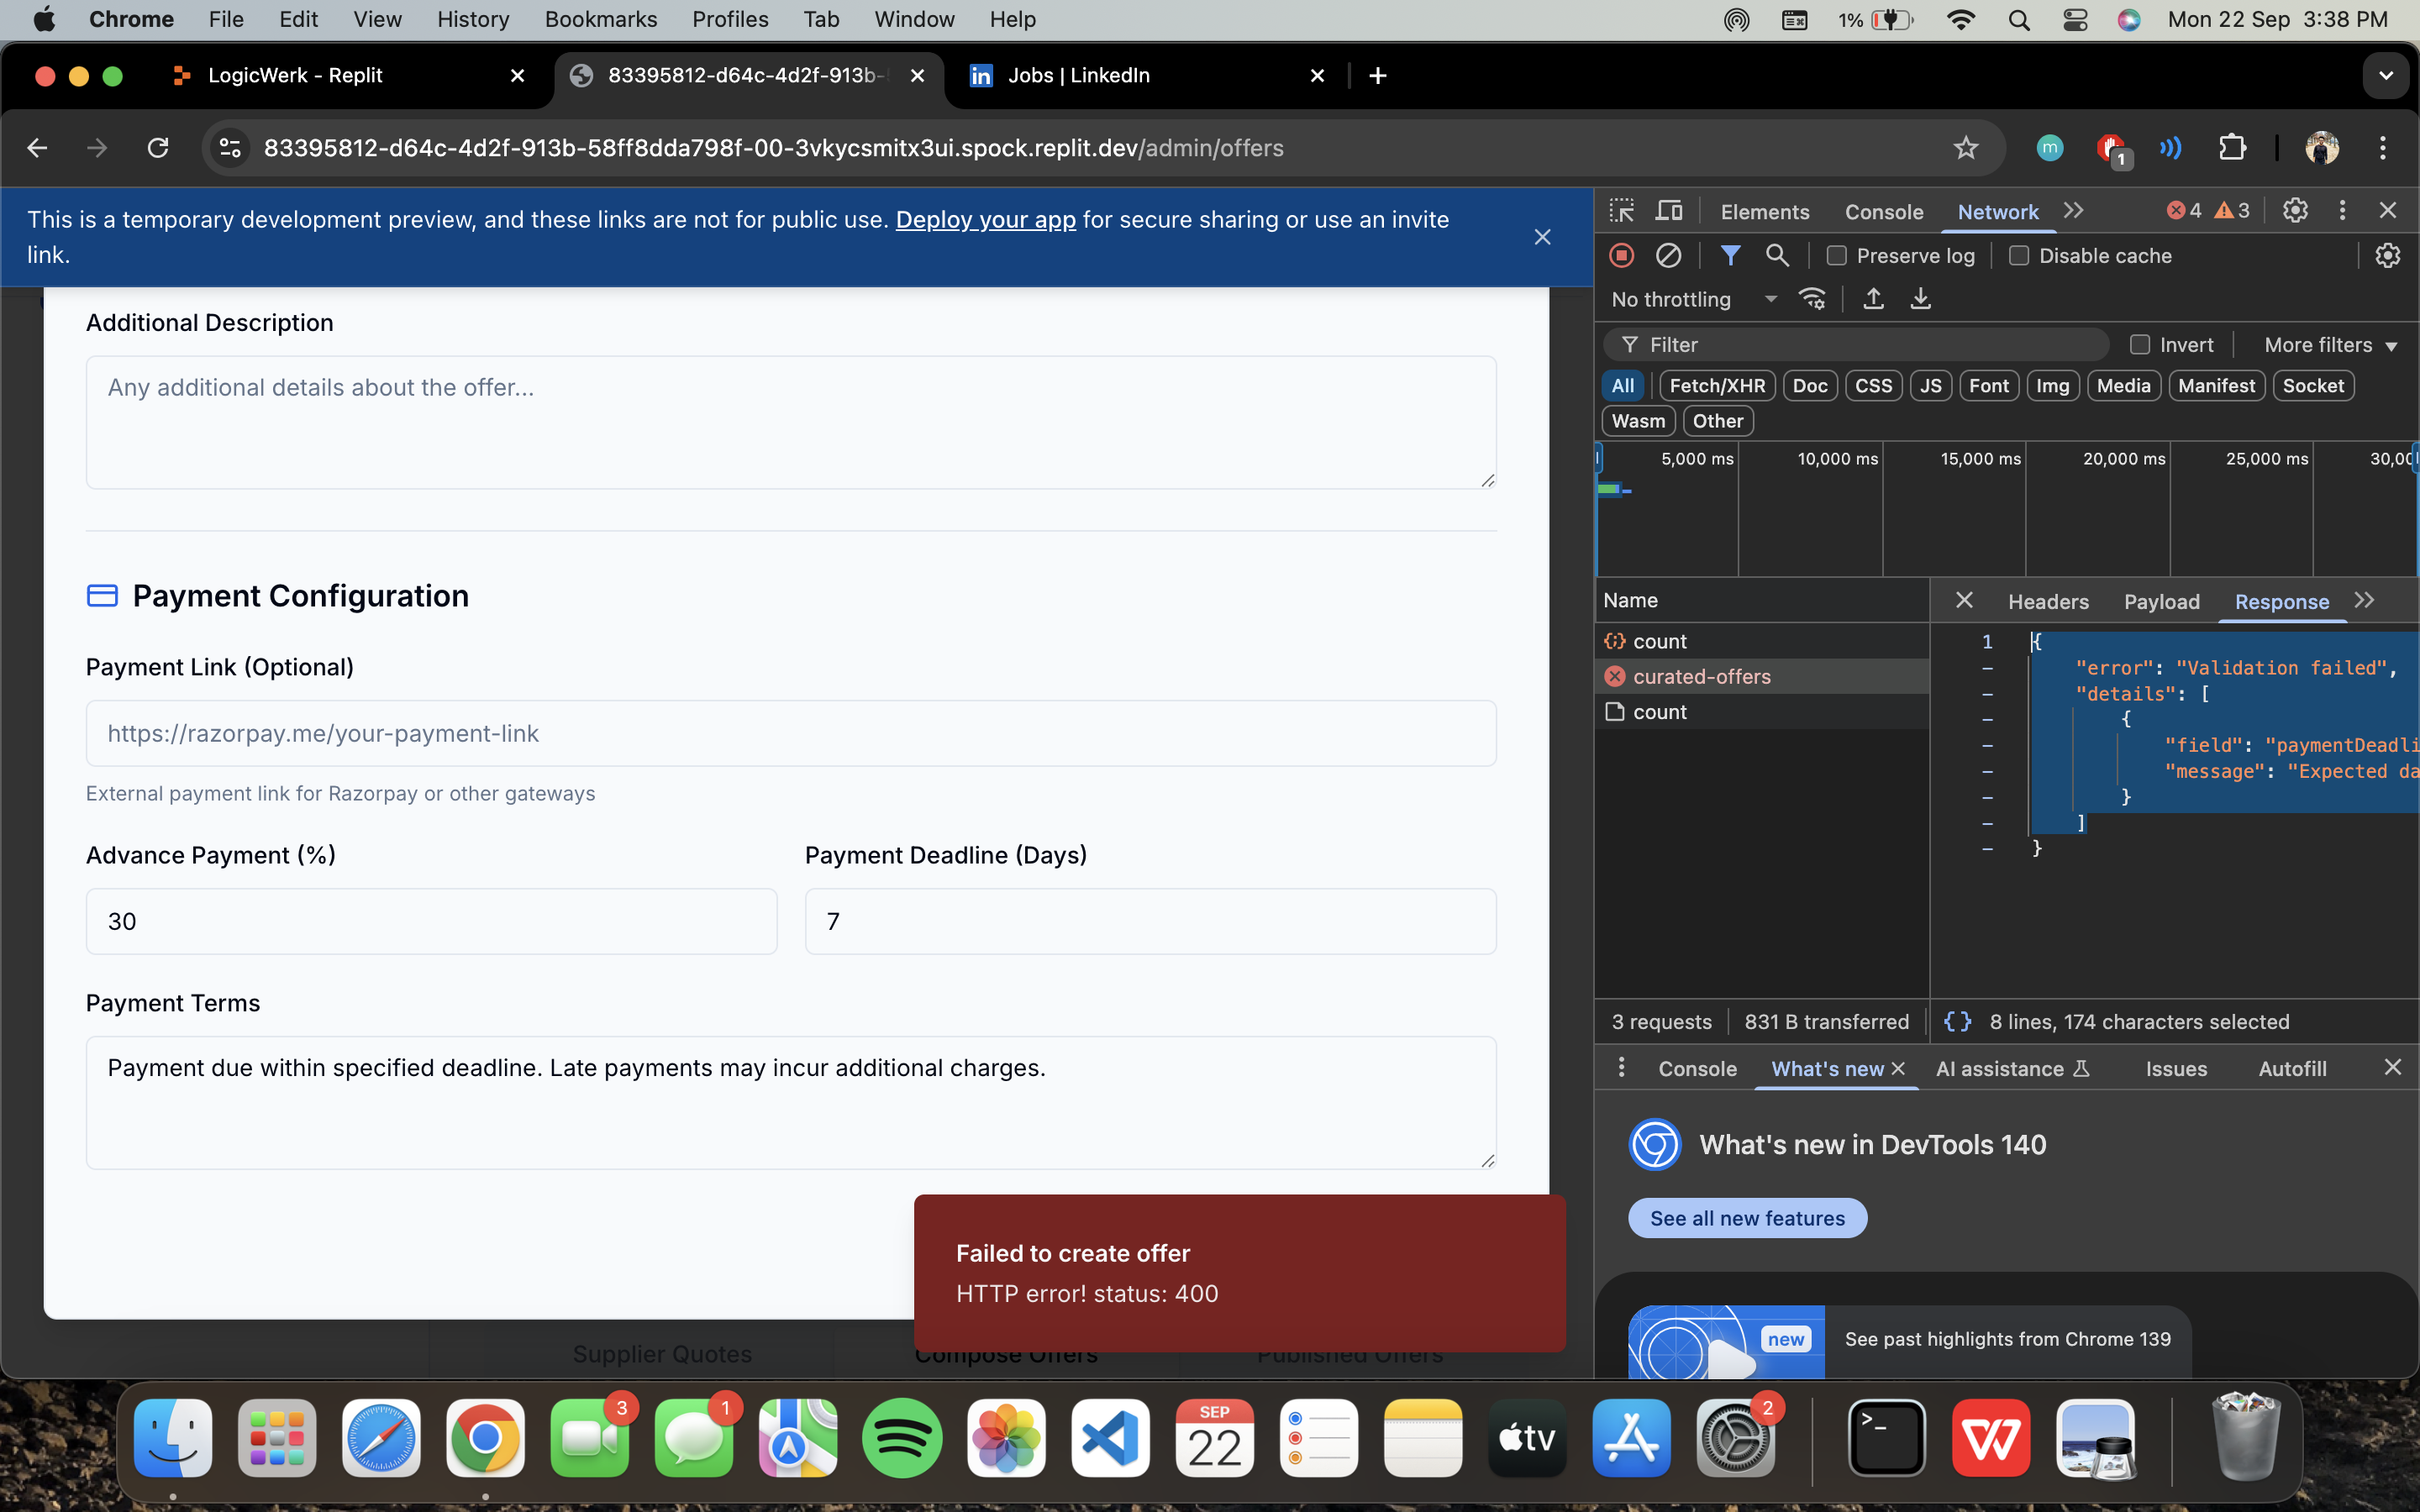 Chrome File Edit View History Bookmarks Profiles Tab Window Help 1% Mon 22 Sep 3:38 PM
LogicWerk - Replit 83395812-d64c-4d2f-913b- Jobs | LinkedIn
83395812-d64c-4d2f-913b-58ff8dda798f-00-3vkycsmitx3ui.spock.replit.dev/admin/offers m 1
This is a temporary development preview, and these links are not for public use. Deploy your app for secure sharing or use an invite
link.
Additional Description
Any additional details about the offer...
Payment Configuration
Payment Link (Optional)
https://razorpay.me/your-payment-link
External payment link for Razorpay or other gateways
Advance Payment (%) Payment Deadline (Days)
30 7
Payment Terms
Payment due within specified deadline. Late payments may incur additional charges.
Failed to create offer
HTTP error! status: 400
Supplier Quotes Compose Offers Published Offers
Elements Console Network 4 3
Preserve log Disable cache
No throttling
Filter Invert More filters
All Fetch/XHR Doc CSS JS Font Img Media Manifest Socket
Wasm Other
5,000 ms 10,000 ms 15,000 ms 20,000 ms 25,000 ms 30,00
Name Headers Payload Response
count
curated-offers
count
1 {
"error": "Validation failed",
"details": [
{
"field": "paymentDeadli
"message": "Expected da
}
]
}
3 requests 831 B transferred {} 8 lines, 174 characters selected
Console What's new AI assistance Issues Autofill
What's new in DevTools 140
See all new features
new See past highlights from Chrome 139
3 1 SEP 22 tv 2 >_ W